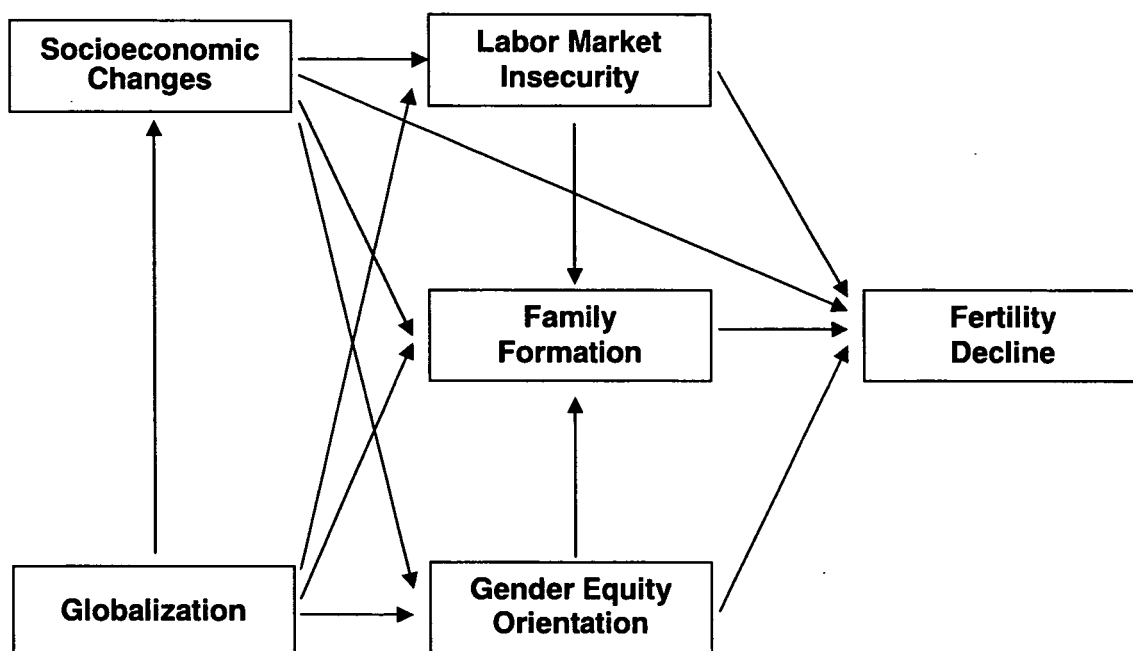 Socioeconomic
Changes
Labor Market
Insecurity
Family
Formation
Fertility
Decline
Globalization
Gender Equity
Orientation